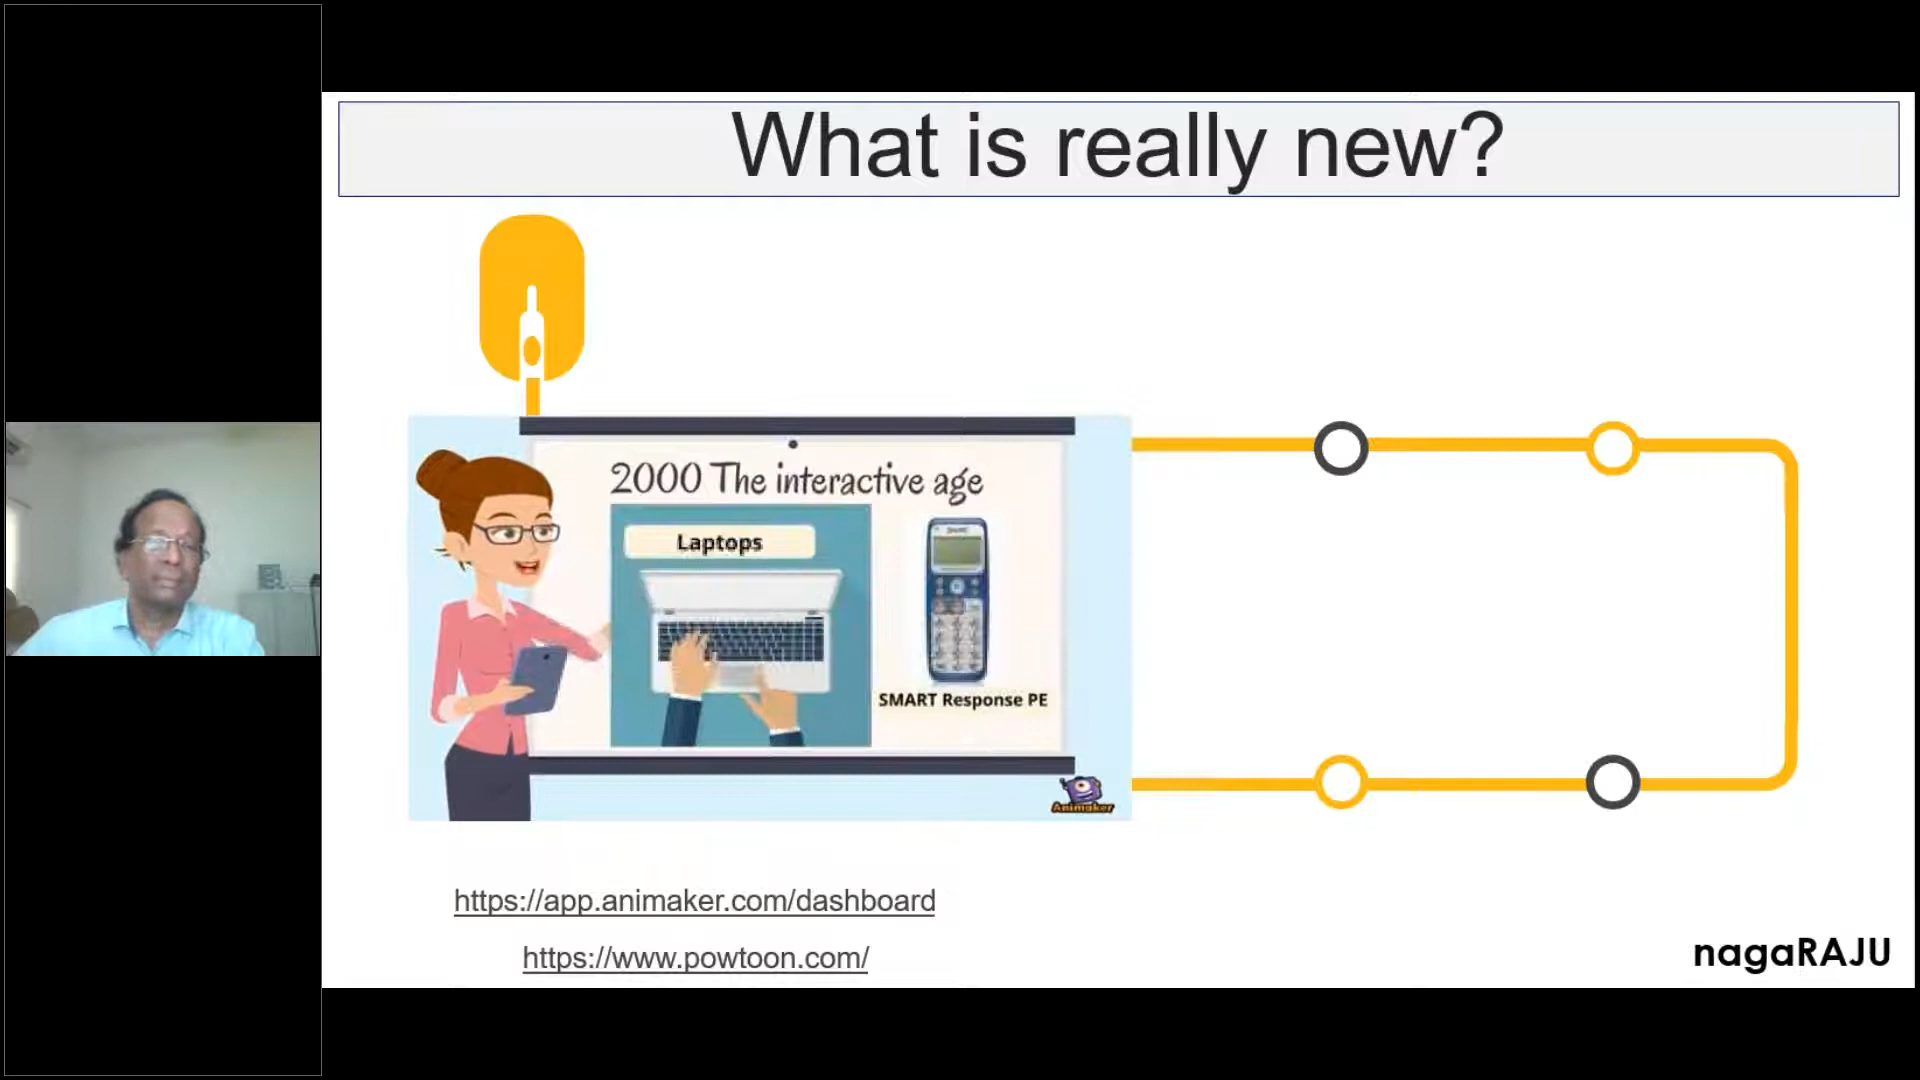 What is really new?
2000 The interactive age
Laptops
SMART Response PE
Animaker
https://app.animaker.com/dashboard
https://www.powtoon.com/
nagaRAJU